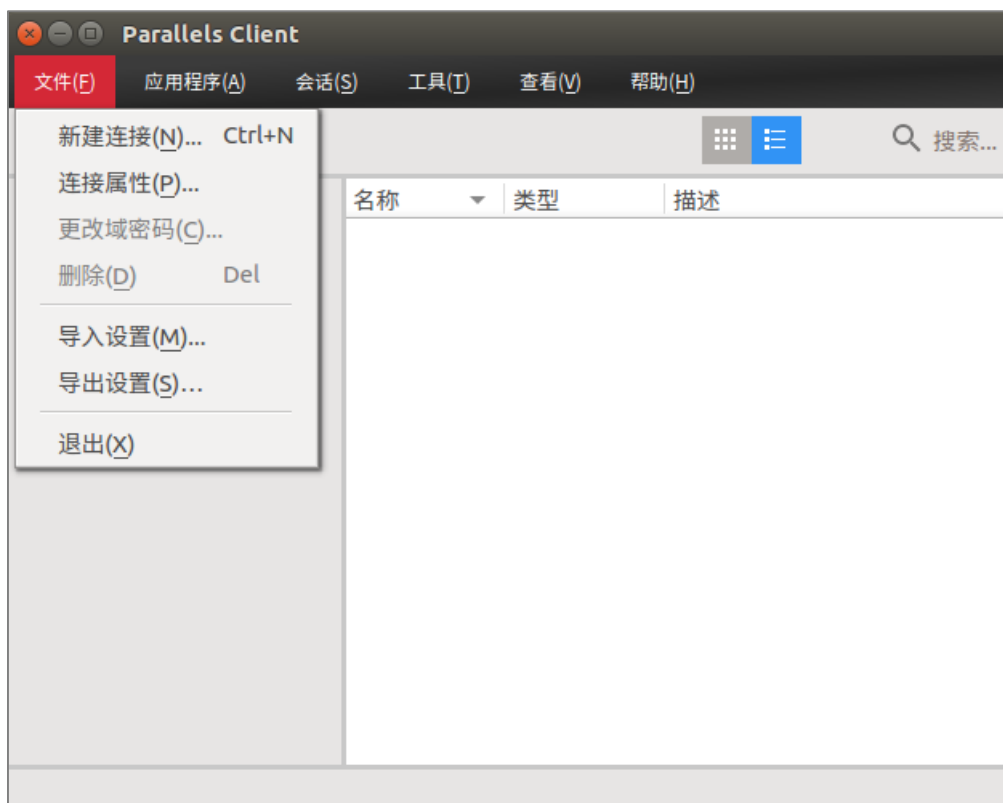 Parallels Client
文件(F) 应用程序(A) 会话(S) 工具(T) 查看(V) 帮助(H)
新建连接(N)... Ctrl+N
搜索...
连接属性(P)...
名称 类型 描述
更改域密码(C)...
删除(D) Del
导入设置(M)...
导出设置(S)...
退出(X)